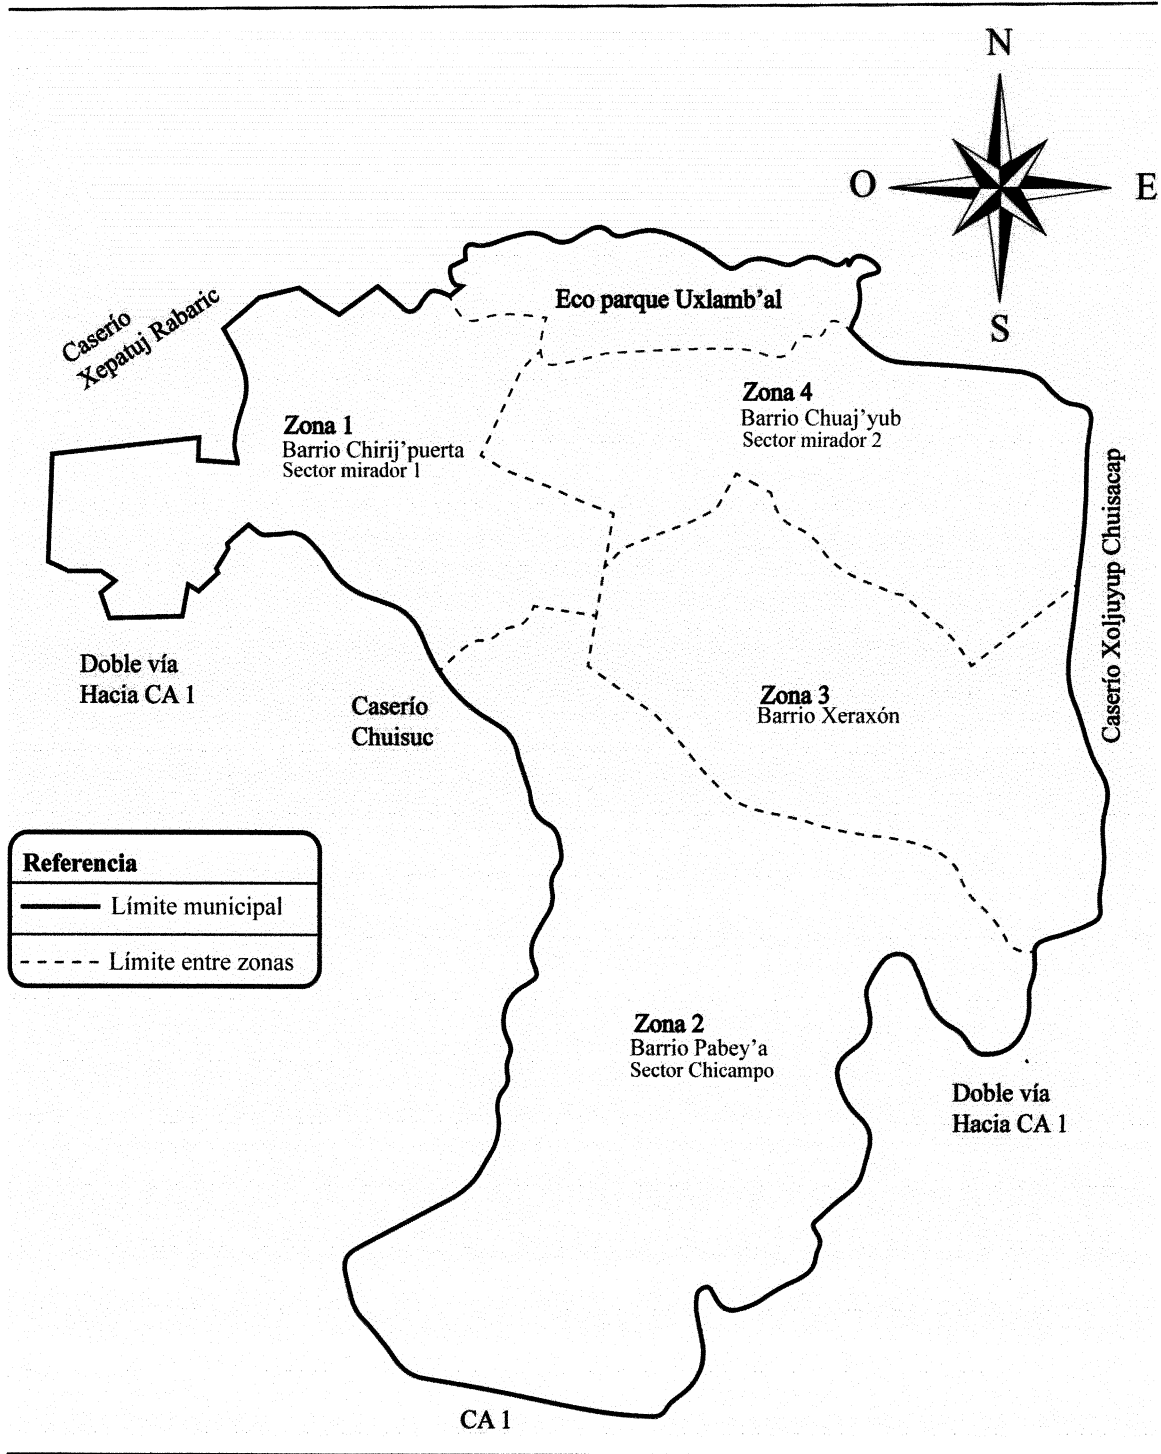 N
O
E
S
Eco parque Uxlamb’al
Caserío
Xepatuj Rabaric
Zona 4
Barrio Chuaj’yub
Sector mirador 2
Zona 1
Barrio Chirij’puerta
Sector mirador 1
Caserío Xoljuyup Chuisacap
Doble vía
Hacia CA 1
Zona 3
Barrio Xeraxón
Caserío
Chuisuc
Referencia
Límite municipal
Límite entre zonas
Zona 2
Barrio Pabey’a
Sector Chicampo
Doble vía
Hacia CA 1
CA 1